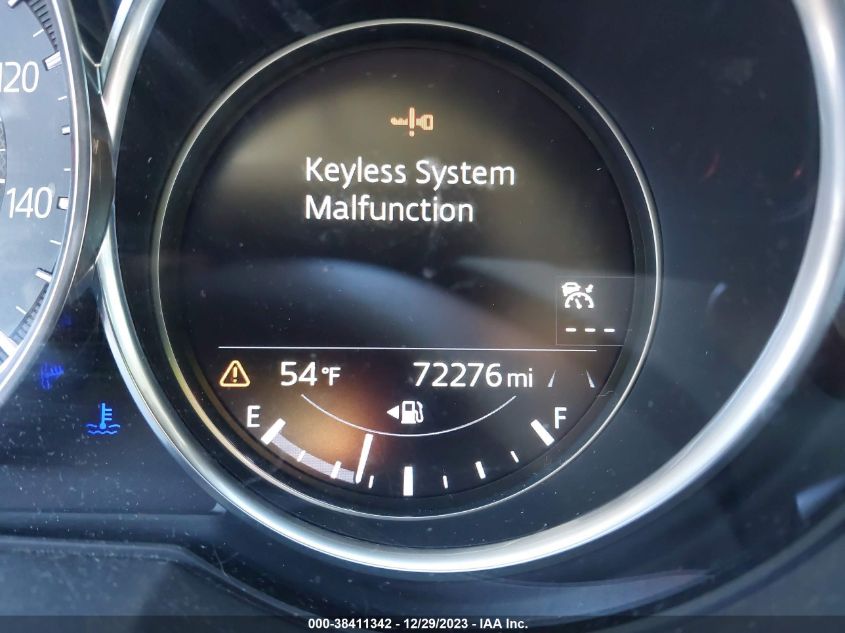 120
140
Keyless System
Malfunction
---
54 °F 72276 mi
E F
000-38411342 - 12/29/2023 - IAA Inc.